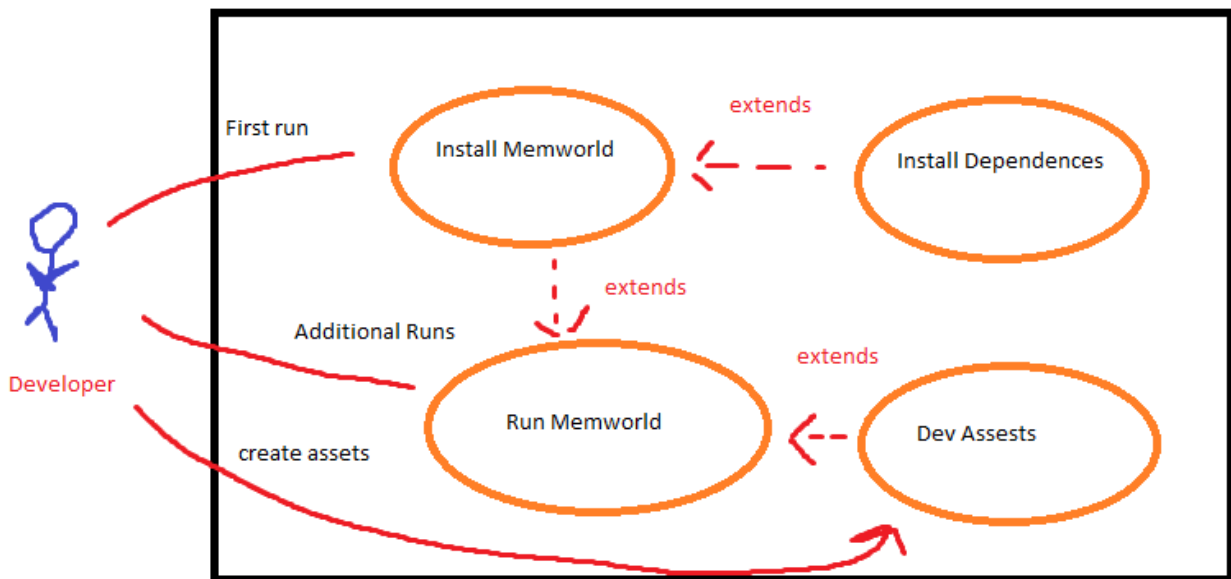 First run
Install Memworld
extends
Install Dependences
extends
Additional Runs
Developer
extends
Run Memworld
Dev Assests
create assets